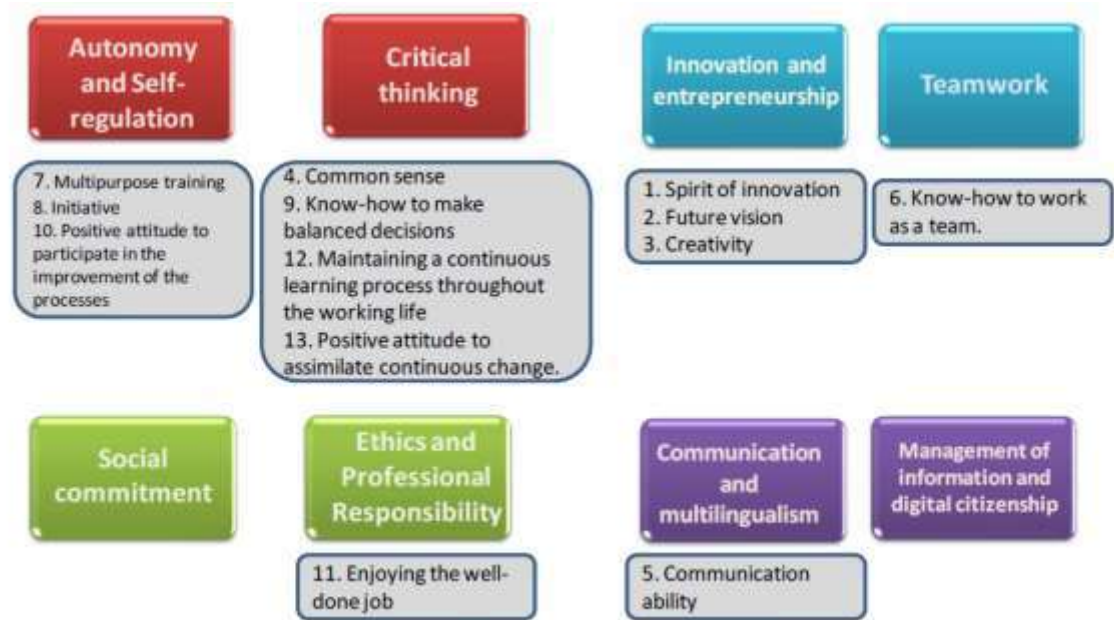 Autonomy
and Self-
regulation
7. Multipurpose training
8. Initiative
10. Positive attitude to
participate in the
improvement of the
processes
Critical
thinking
4. Common sense
9. Know-how to make
balanced decisions
12. Maintaining a continuous
learning process throughout
the working life
13. Positive attitude to
assimilate continuous change.
Innovation and
entrepreneurship
1. Spirit of innovation
2. Future vision
3. Creativity
Teamwork
6. Know-how to work
as a team.
Social
commitment
Ethics and
Professional
Responsibility
11. Enjoying the well-
done job
Communication
and
multilingualism
5. Communication
ability
Management of
information and
digital citizenship